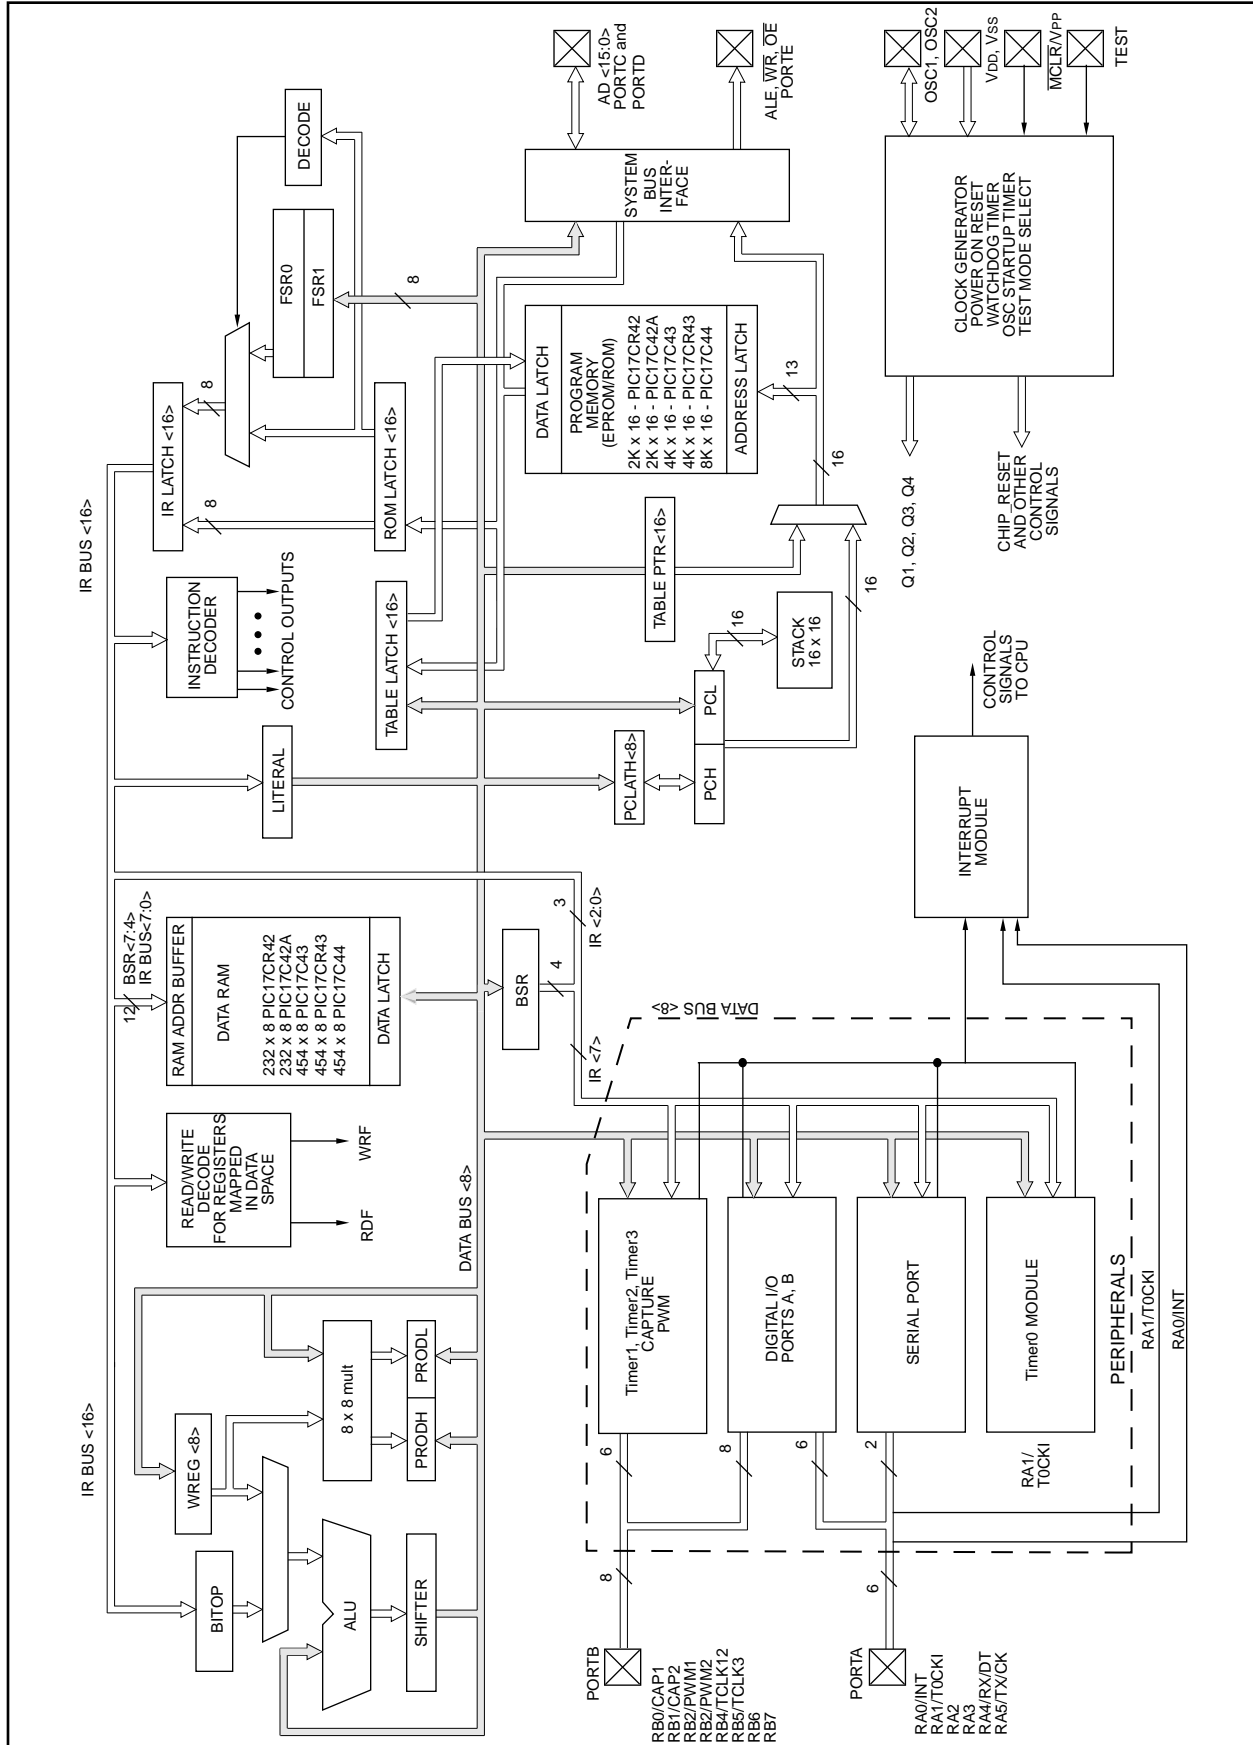 IR BUS <16>
IR BUS <16>
BITOP
WREG <8>
ALU
SHIFTER
8 x 8 mult
PRODH
PRODL
READ/WRITE
DECODE
FOR REGISTERS
MAPPED
IN DATA
SPACE
RDF
WRF
12
BSR<7:4>
IR BUS<7:0>
RAM ADDR BUFFER
DATA RAM
232 x 8 PIC17CR42
232 x 8 PIC17C42A
454 x 8 PIC17C43
454 x 8 PIC17CR43
454 x 8 PIC17C44
DATA LATCH
LITERAL
INSTRUCTION
DECODER
CONTROL OUTPUTS
IR LATCH <16>
8
8
ROM LATCH <16>
FSR0
FSR1
DECODE
8
DATA BUS <8>
BSR
4
3
IR <7>
IR <2:0>
TABLE LATCH <16>
PCLATH<8>
PCH
PCL
16
STACK
16 x 16
TABLE PTR<16>
16
16
13
DATA LATCH
PROGRAM
MEMORY
(EPROM/ROM)
2K x 16 - PIC17CR42
2K x 16 - PIC17C42A
4K x 16 - PIC17C43
4K x 16 - PIC17CR43
8K x 16 - PIC17C44
ADDRESS LATCH
SYSTEM
BUS
INTER-
FACE
AD <15:0>
PORTC and
PORTD
ALE, WR, OE
PORTE
PORTB
RB0/CAP1
RB1/CAP2
RB2/PWM1
RB2/PWM2
RB4/TCLK12
RB5/TCLK3
RB6
RB7
8
6
8
6
2
6
PORTA
RA0/INT
RA1/T0CKI
RA2
RA3
RA4/RX/DT
RA5/TX/CK
DATA BUS <8>
Timer1, Timer2, Timer3
CAPTURE
PWM
DIGITAL I/O
PORTS A, B
SERIAL PORT
Timer0 MODULE
RA1/
T0CKI
PERIPHERALS
RA1/T0CKI
RA0/INT
INTERRUPT
MODULE
CONTROL
SIGNALS
TO CPU
Q1, Q2, Q3, Q4
CHIP_RESET
AND OTHER
CONTROL
SIGNALS
CLOCK GENERATOR
POWER ON RESET
WATCHDOG TIMER
OSC STARTUP TIMER
TEST MODE SELECT
OSC1, OSC2
VDD, VSS
MCLR/VPP
TEST